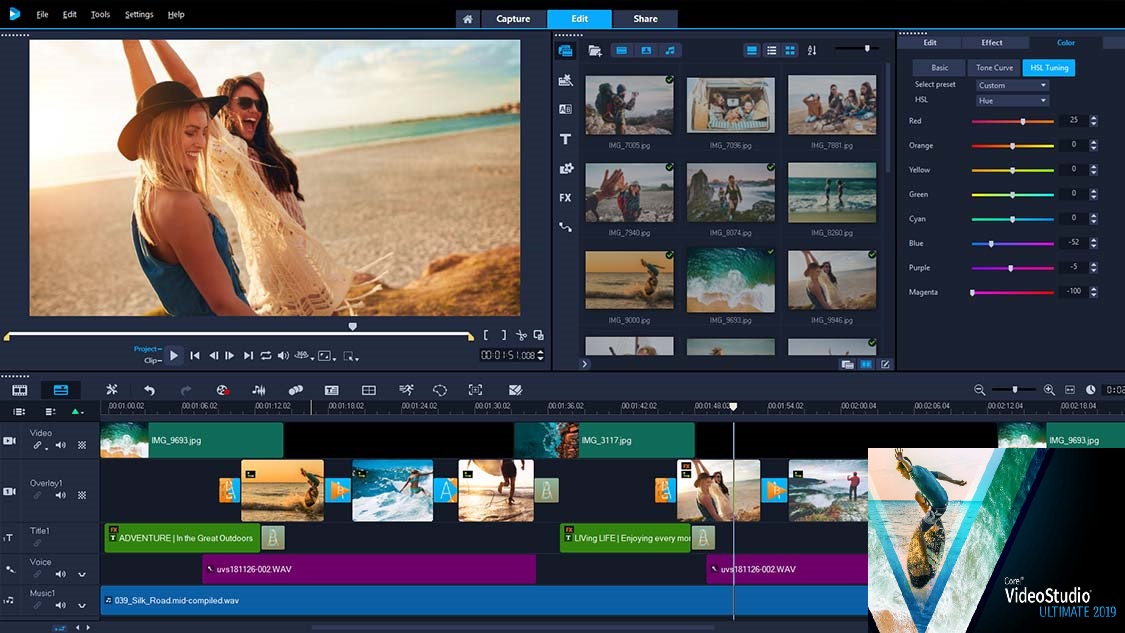 File Edit Tools Settings Help
Capture Edit Share
Edit Effect Color
Basic Tone Curve HSL Tuning
Select preset Custom
HSL Hue
Red 25
Orange 0
Yellow 0
Green 0
Cyan 0
Blue -52
Purple -5
Magenta -100
AB
T
FX
IMG_7005.jpg IMG_7036.jpg IMG_7881.jpg
IMG_7940.jpg IMG_8074.jpg IMG_8260.jpg
IMG_9000.jpg IMG_9693.jpg IMG_9946.jpg
Project-
Clip-
00:01:51.008
00:01:00.02 00:01:06.02 00:01:12.02 00:01:18.02 00:01:24.02 00:01:30.02 00:01:36.02 00:01:42.02 00:01:48.02 00:01:54.02 00:02:00.04 00:02:06.04 00:02:12.04 00:02:18.04
Video
IMG_9693.jpg IMG_3117.jpg IMG_9693.jpg
Overlay1
Title1
ADVENTURE | In the Great Outdoors
LIVing LIFE | Enjoying every mo
Voice
uvs181126-002.WAV uvs181126-002.WAV
Music1
039_Silk_Road.mid-compiled.wav
Corel®
VideoStudio®
ULTIMATE 2019